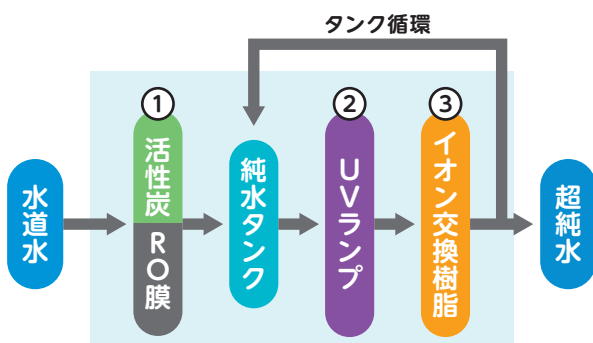 タンク循環
水道水
①
活性炭
RO膜
純水タンク
②
UVランプ
③
イオン交換樹脂
超純水